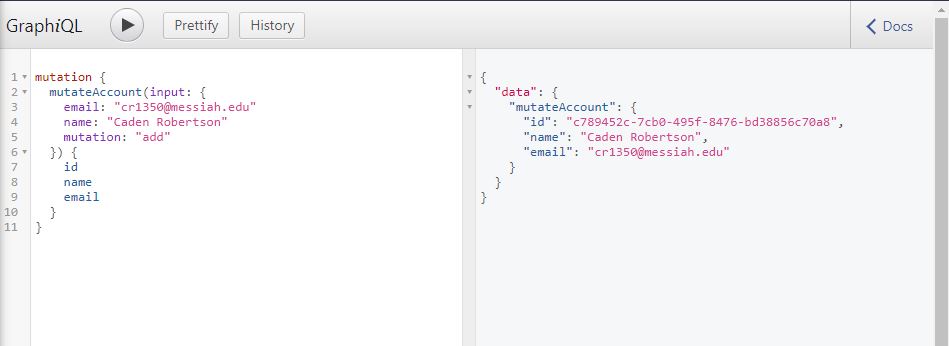 GraphiQL Prettify History Docs
1 mutation {
2 mutateAccount(input: {
3 email: "cr1350@messiah.edu"
4 name: "Caden Robertson"
5 mutation: "add"
6 }) {
7 id
8 name
9 email
10 }
11 }
{
"data": {
"mutateAccount": {
"id": "c789452c-7cb0-495f-8476-bd38856c70a8",
"name": "Caden Robertson",
"email": "cr1350@messiah.edu"
}
}
}